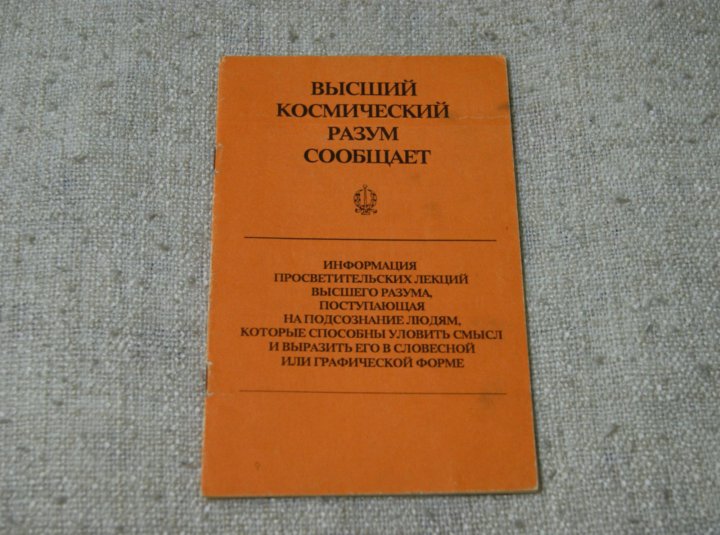 ВЫСШИЙ
КОСМИЧЕСКИЙ
РАЗУМ
СООБЩАЕТ
ИНФОРМАЦИЯ
ПРОСВЕТИТЕЛЬСКИХ ЛЕКЦИЙ
ВЫСШЕГО РАЗУМА,
ПОСТУПАЮЩАЯ
НА ПОДСОЗНАНИЕ ЛЮДЯМ,
КОТОРЫЕ СПОСОБНЫ УЛОВИТЬ СМЫСЛ
И ВЫРАЗИТЬ ЕГО В СЛОВЕСНОЙ
ИЛИ ГРАФИЧЕСКОЙ ФОРМЕ